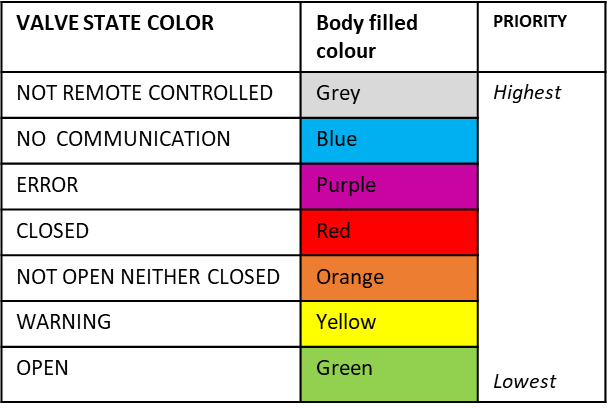 VALVE STATE COLOR
Body filled
colour
PRIORITY
NOT REMOTE CONTROLLED
Grey
Highest
NO COMMUNICATION
Blue
ERROR
Purple
CLOSED
Red
NOT OPEN NEITHER CLOSED
Orange
WARNING
Yellow
OPEN
Green
Lowest